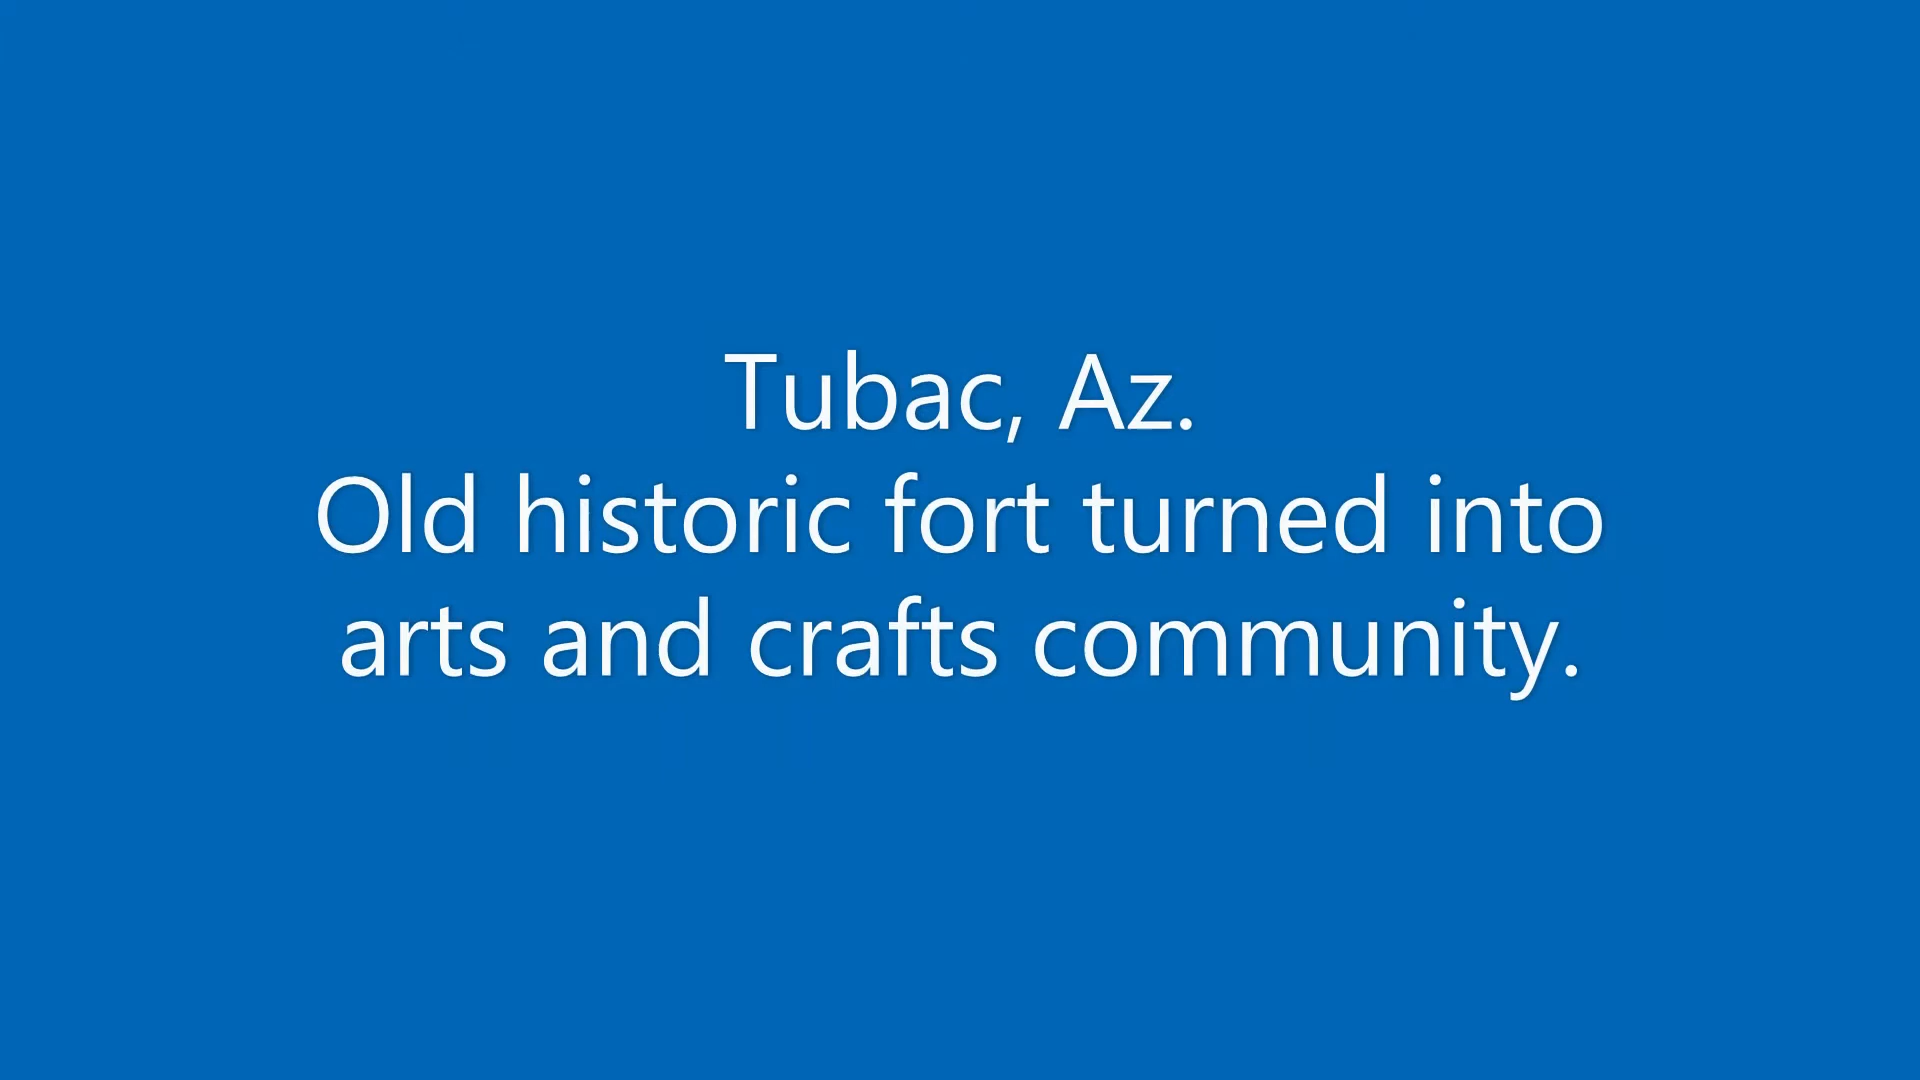 Tubac, Az.
Old historic fort turned into
arts and crafts community.